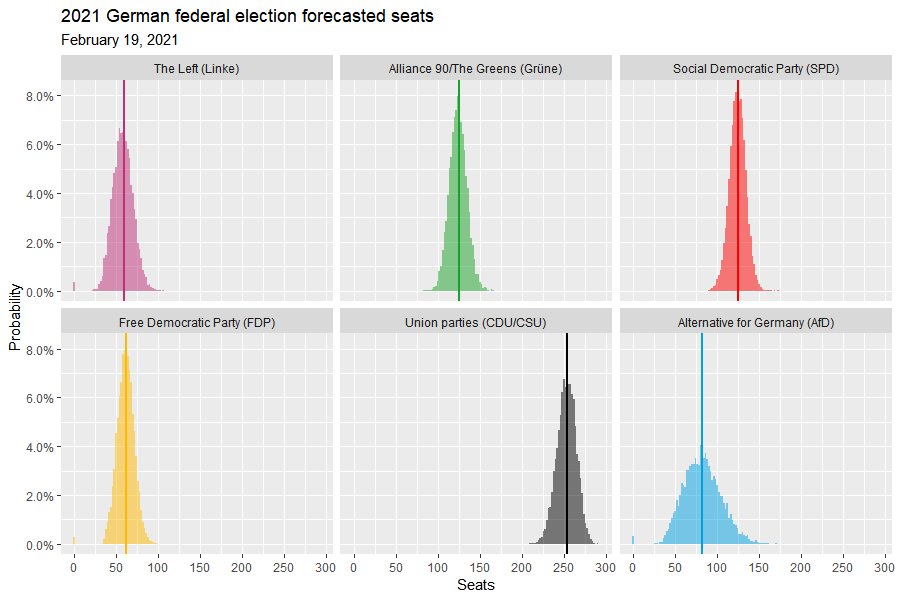 2021 German federal election forecasted seats
February 19, 2021
The Left (Linke)
Alliance 90/The Greens (Grüne)
Social Democratic Party (SPD)
8.0%
6.0%
4.0%
2.0%
0.0%
Probability
Free Democratic Party (FDP)
Union parties (CDU/CSU)
Alternative for Germany (AfD)
8.0%
6.0%
4.0%
2.0%
0.0%
0 50 100 150 200 250 300
0 50 100 150 200 250 300
0 50 100 150 200 250 300
Seats